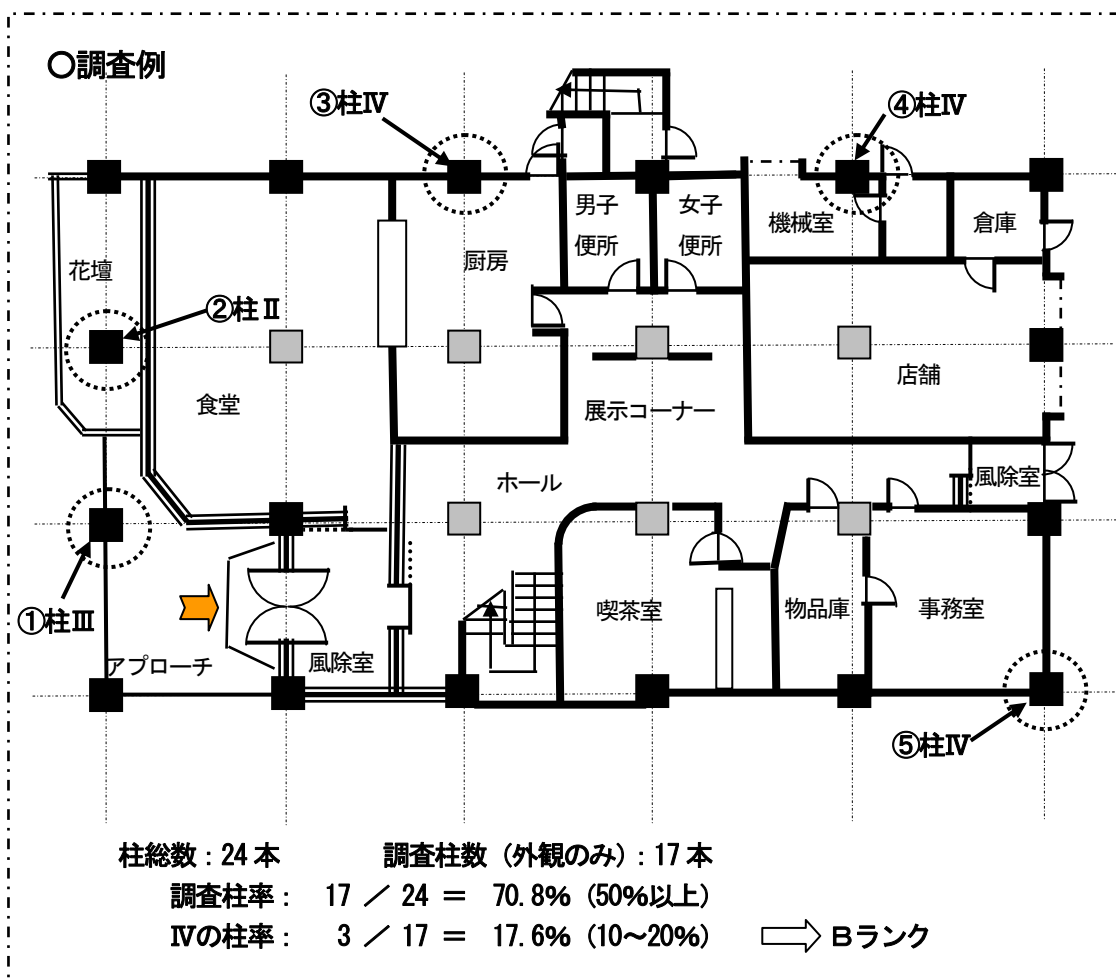 ○調査例
④柱Ⅳ
③柱Ⅳ
男子
便所
女子
便所
機械室
倉庫
厨房
花壇
②柱Ⅱ
店舗
食堂
展示コーナー
ホール
風除室
喫茶室
物品庫
事務室
①柱Ⅲ
アプローチ
風除室
⑤柱Ⅳ
柱総数：24本 調査柱数（外観のみ）：17本
調査柱率： 17 ／ 24 ＝ 70.8％（50％以上）
Ⅳの柱率： 3 ／ 17 ＝ 17.6％（10～20％） Ｂランク